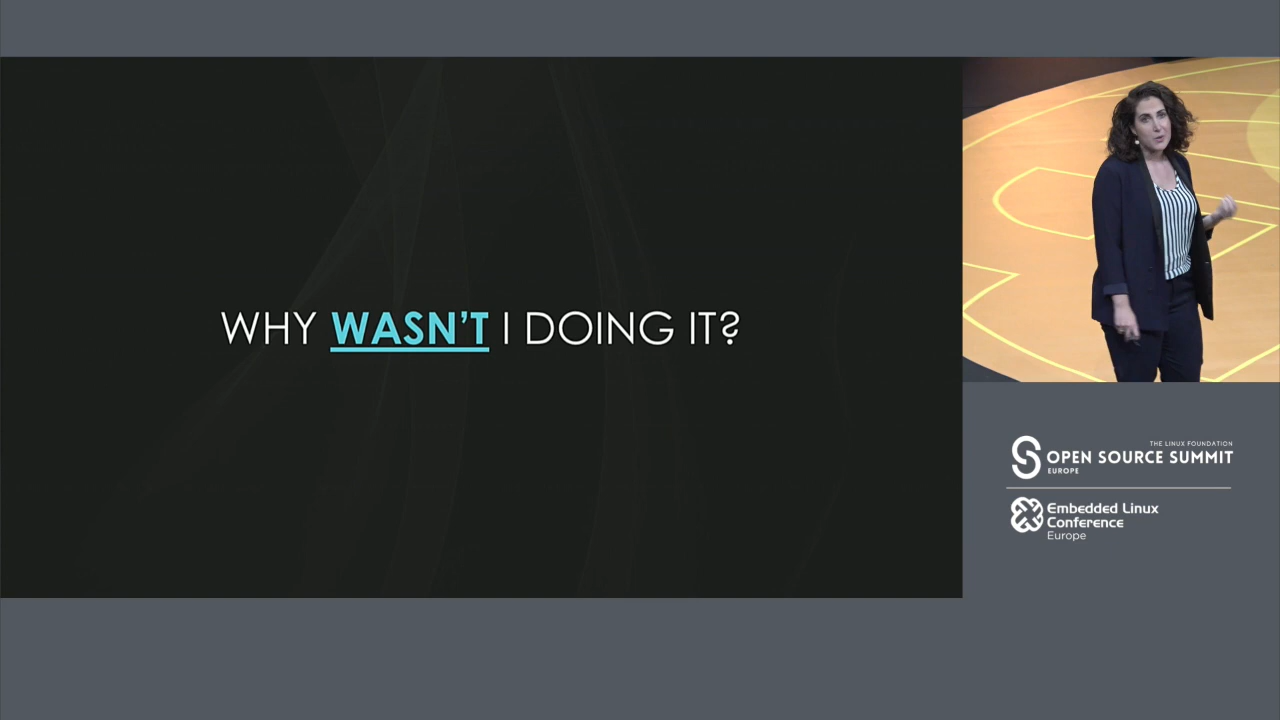 WHY WASN'T I DOING IT?
THE LINUX FOUNDATION
OPEN SOURCE SUMMIT
EUROPE
Embedded Linux
Conference
Europe